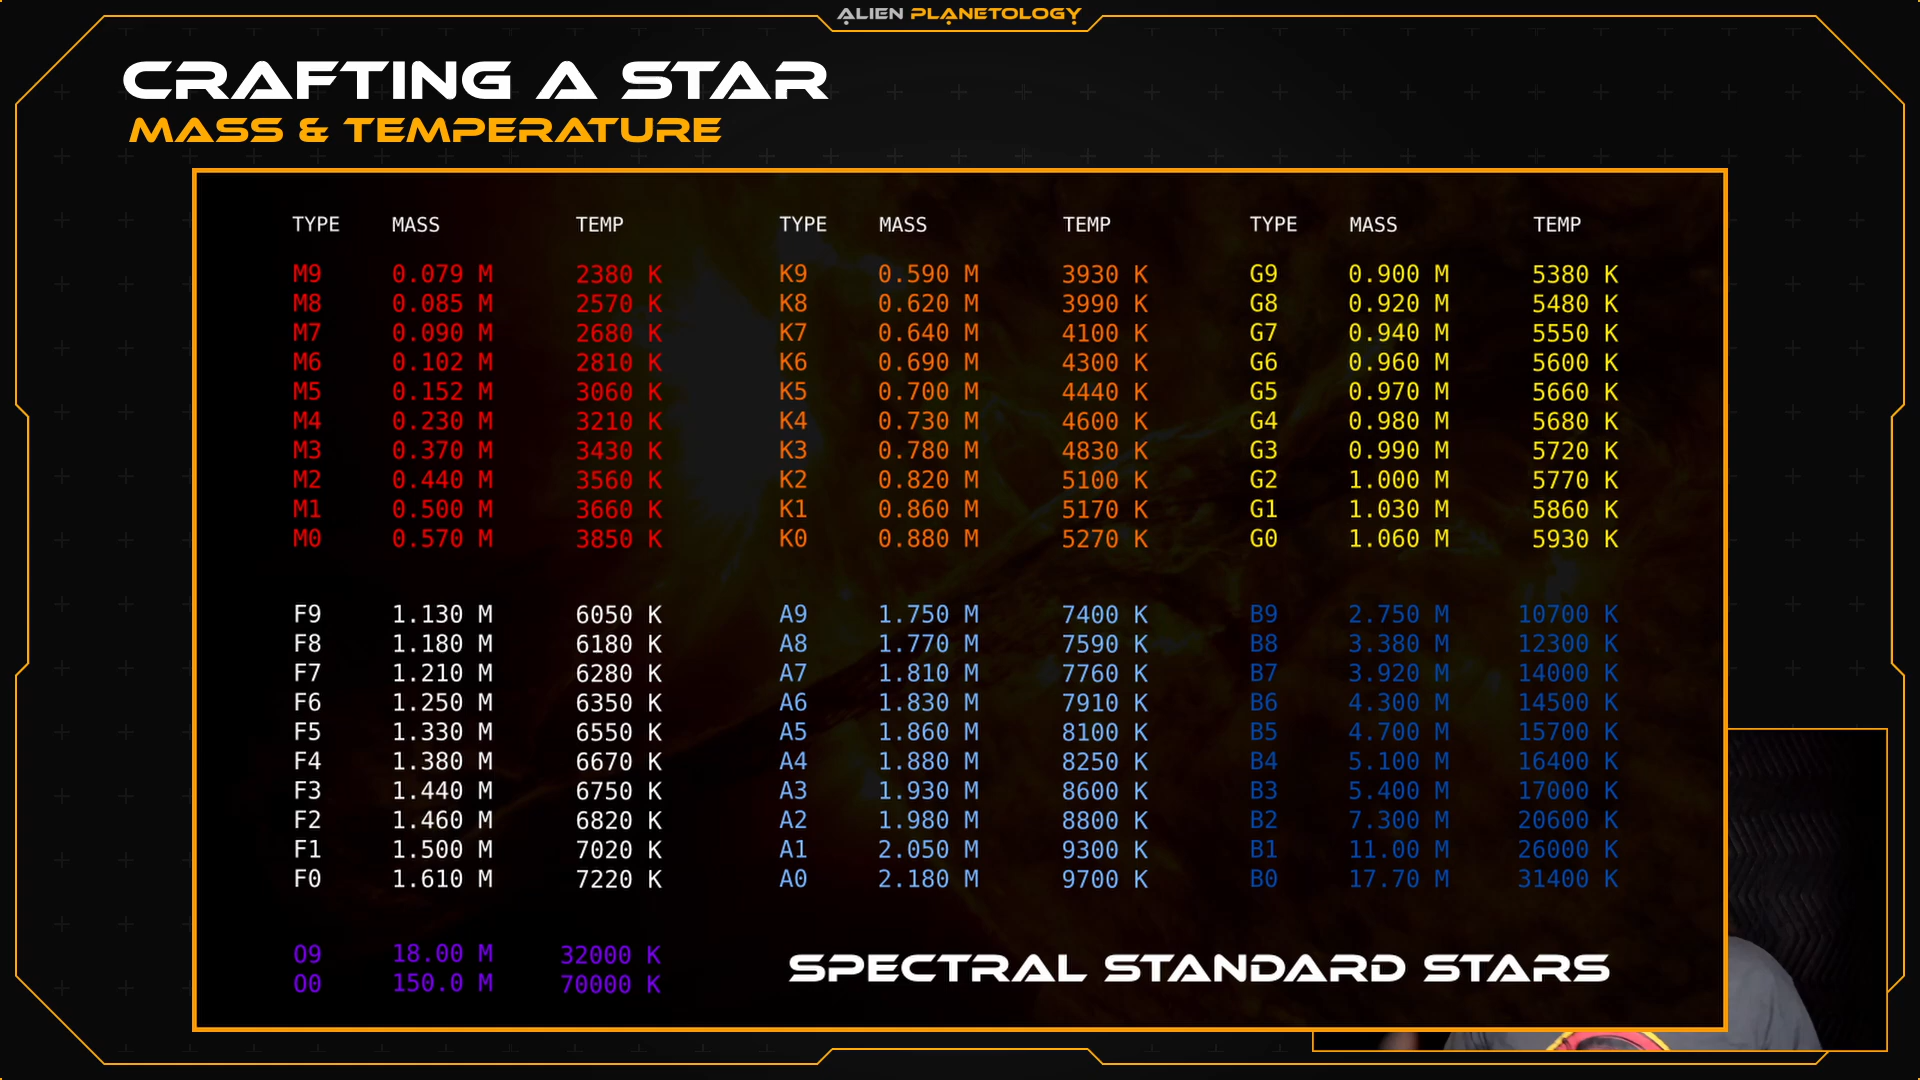 ALIEN PLANETOLOGY
CRAFTING A STAR
MASS & TEMPERATURE
TYPE MASS TEMP TYPE MASS TEMP TYPE MASS TEMP
M9 0.079 M 2380 K K9 0.590 M 3930 K G9 0.900 M 5380 K
M8 0.085 M 2570 K K8 0.620 M 3990 K G8 0.920 M 5480 K
M7 0.090 M 2680 K K7 0.640 M 4100 K G7 0.940 M 5550 K
M6 0.102 M 2810 K K6 0.690 M 4300 K G6 0.960 M 5600 K
M5 0.152 M 3060 K K5 0.700 M 4440 K G5 0.970 M 5660 K
M4 0.230 M 3210 K K4 0.730 M 4600 K G4 0.980 M 5680 K
M3 0.370 M 3430 K K3 0.780 M 4830 K G3 0.990 M 5720 K
M2 0.440 M 3560 K K2 0.820 M 5100 K G2 1.000 M 5770 K
M1 0.500 M 3660 K K1 0.860 M 5170 K G1 1.030 M 5860 K
M0 0.570 M 3850 K K0 0.880 M 5270 K G0 1.060 M 5930 K
F9 1.130 M 6050 K A9 1.750 M 7400 K B9 2.750 M 10700 K
F8 1.180 M 6180 K A8 1.770 M 7590 K B8 3.380 M 12300 K
F7 1.210 M 6280 K A7 1.810 M 7760 K B7 3.920 M 14000 K
F6 1.250 M 6350 K A6 1.830 M 7910 K B6 4.300 M 14500 K
F5 1.330 M 6550 K A5 1.860 M 8100 K B5 4.700 M 15700 K
F4 1.380 M 6670 K A4 1.880 M 8250 K B4 5.100 M 16400 K
F3 1.440 M 6750 K A3 1.930 M 8600 K B3 5.400 M 17000 K
F2 1.460 M 6820 K A2 1.980 M 8800 K B2 7.300 M 20600 K
F1 1.500 M 7020 K A1 2.050 M 9300 K B1 11.00 M 26000 K
F0 1.610 M 7220 K A0 2.180 M 9700 K B0 17.70 M 31400 K
O9 18.00 M 32000 K
O0 150.0 M 70000 K
SPECTRAL STANDARD STARS